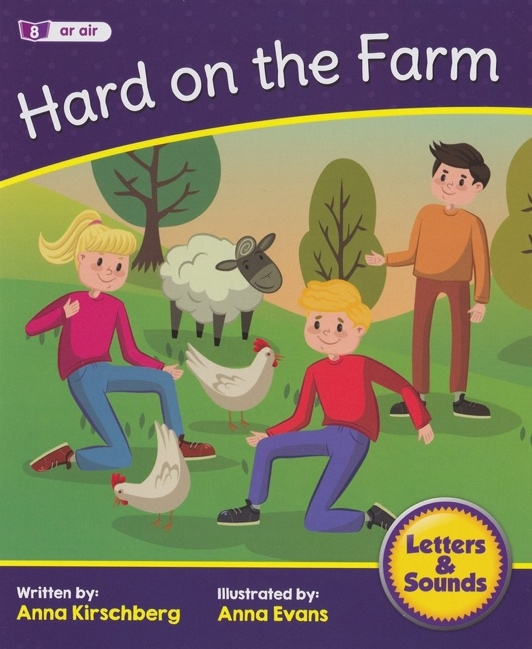 8 ar air
Hard on the Farm
Letters
&
Sounds
Written by:
Anna Kirschberg
Illustrated by:
Anna Evans